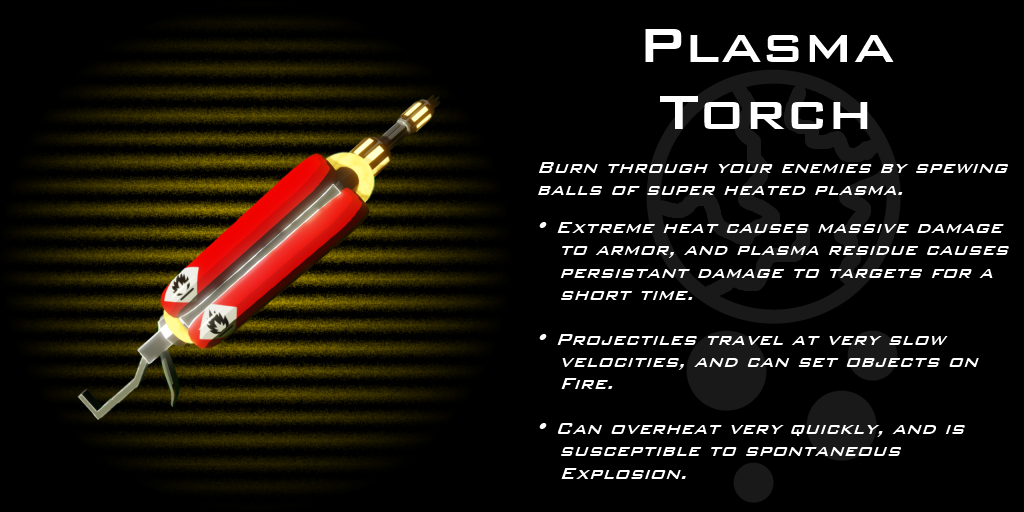 Plasma
Torch
Burn through your enemies by spewing
balls of super heated plasma.
• Extreme heat causes massive damage
to armor, and plasma residue causes
persistant damage to targets for a
short time.
• Projectiles travel at very slow
velocities, and can set objects on
Fire.
• Can overheat very quickly, and is
susceptible to spontaneous
Explosion.